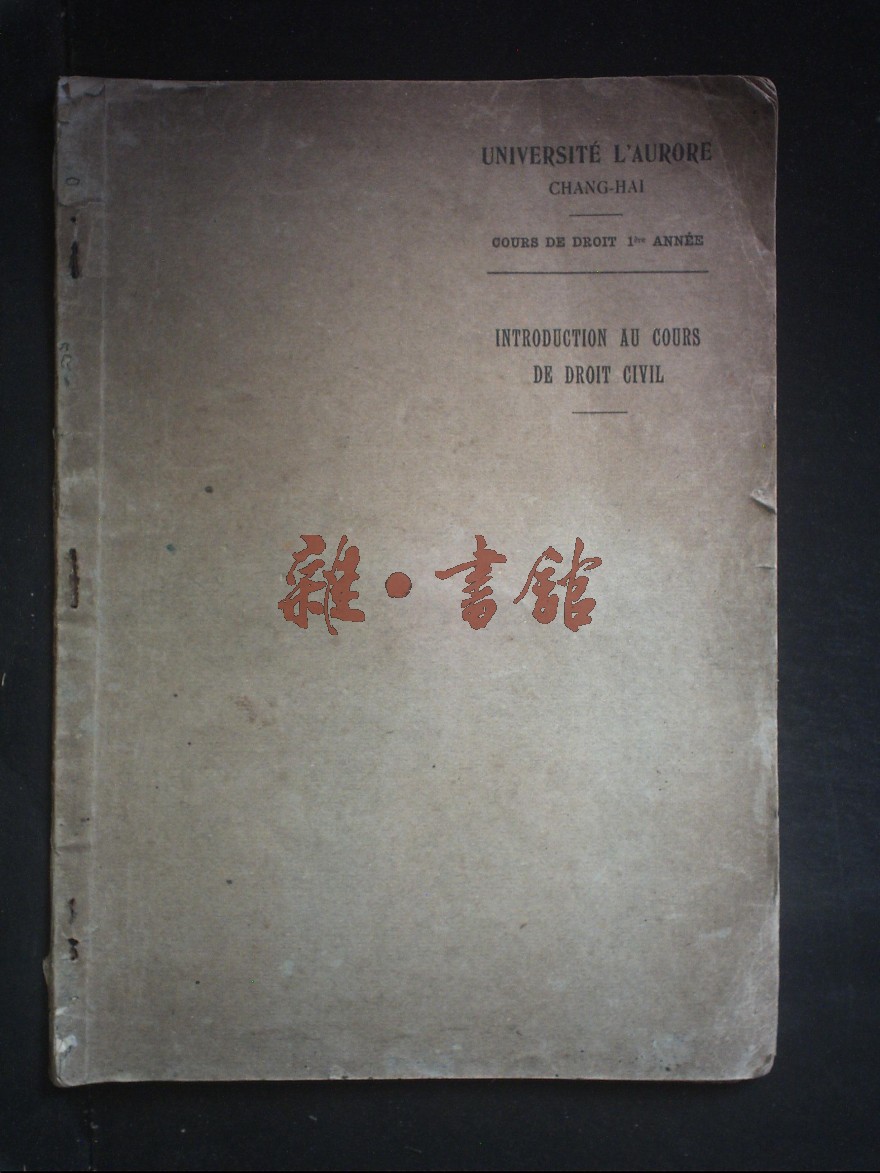 UNIVERSITÉ L'AURORE
CHANG-HAI
COURS DE DROIT 1ère ANNÉE
INTRODUCTION AU COURS
DE DROIT CIVIL
雜·書館